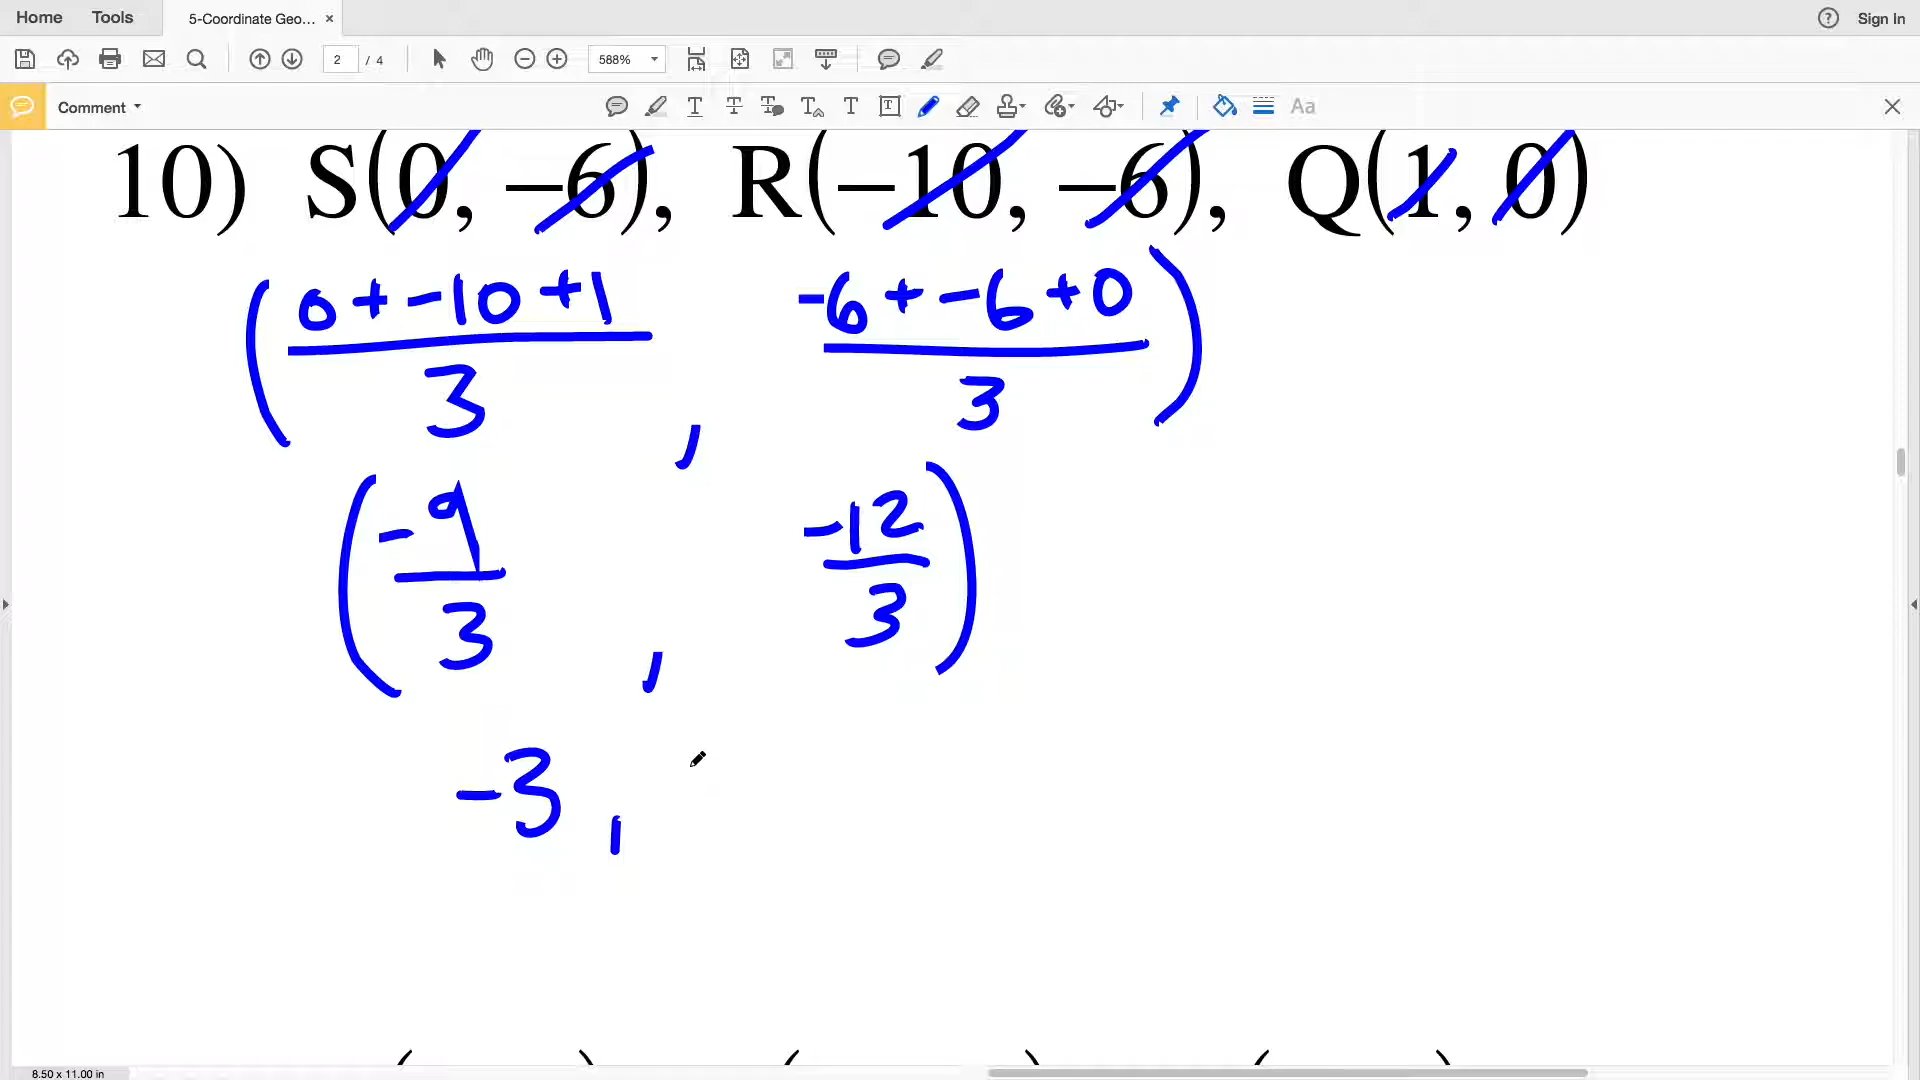 Home Tools 5-Coordinate Geo... × ? Sign In
2 / 4 588%
Comment T T T T T T Aa
10) S(0, −6), R(−10, −6), Q(1, 0)
(0 + -10 + 1 -6 + -6 + 0)
3 , 3
(-9 -12)
3 , 3
-3 ,
8.50 x 11.00 in